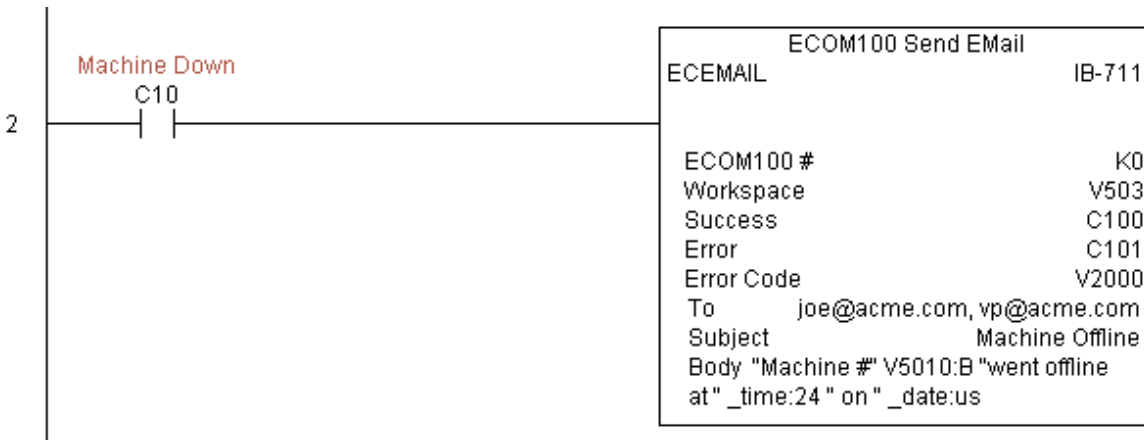 Machine Down
C10
2
ECOM100 Send EMail
ECEMAIL IB-711
ECOM100 # K0
Workspace V503
Success C100
Error C101
Error Code V2000
To joe@acme.com, vp@acme.com
Subject Machine Offline
Body "Machine #" V5010:B "went offline
at " _time:24 " on " _date:us